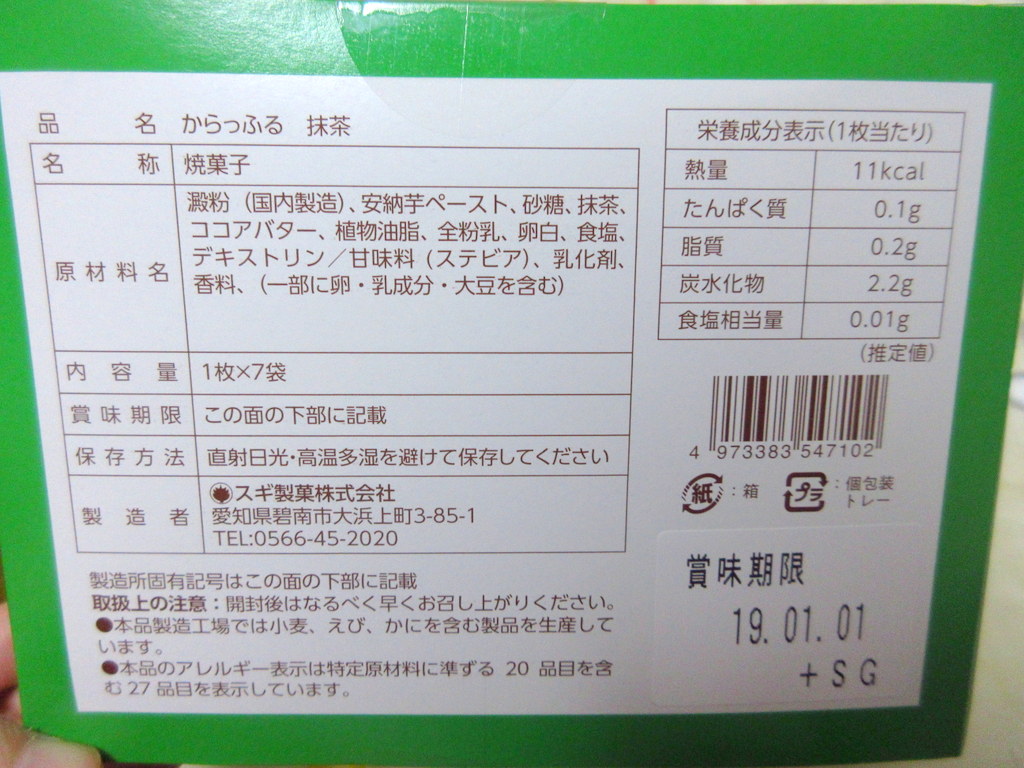 品名 からっふる 抹茶
名称 焼菓子
原材料名 澱粉（国内製造）、安納芋ペースト、砂糖、抹茶、
ココアバター、植物油脂、全粉乳、卵白、食塩、
デキストリン／甘味料（ステビア）、乳化剤、
香料、（一部に卵・乳成分・大豆を含む）
内容量 1枚×7袋
賞味期限 この面の下部に記載
保存方法 直射日光・高温多湿を避けて保存してください
製造者 スギ製菓株式会社
愛知県碧南市大浜上町3-85-1
TEL:0566-45-2020
製造所固有記号はこの面の下部に記載
取扱上の注意：開封後はなるべく早くお召し上がりください。
●本品製造工場では小麦、えび、かにを含む製品を生産して
います。
●本品のアレルギー表示は特定原材料に準ずる 20 品目を含
む 27 品目を表示しています。
栄養成分表示（1枚当たり）
熱量 11kcal
たんぱく質 0.1g
脂質 0.2g
炭水化物 2.2g
食塩相当量 0.01g
（推定値）
4 973383 547102
紙：箱
プラ：個包装
トレー
賞味期限
19.01.01
+SG